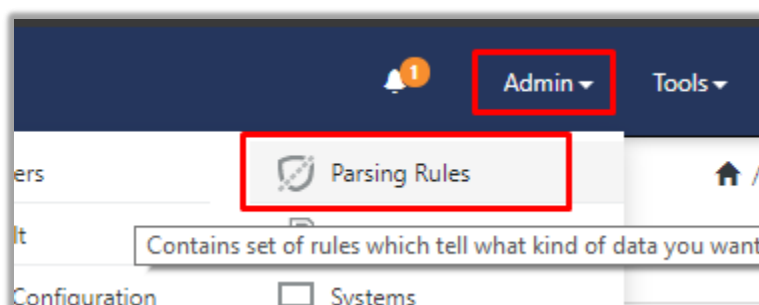 1
Admin Tools
ers Parsing Rules
lt
Contains set of rules which tell what kind of data you want
Configuration Systems